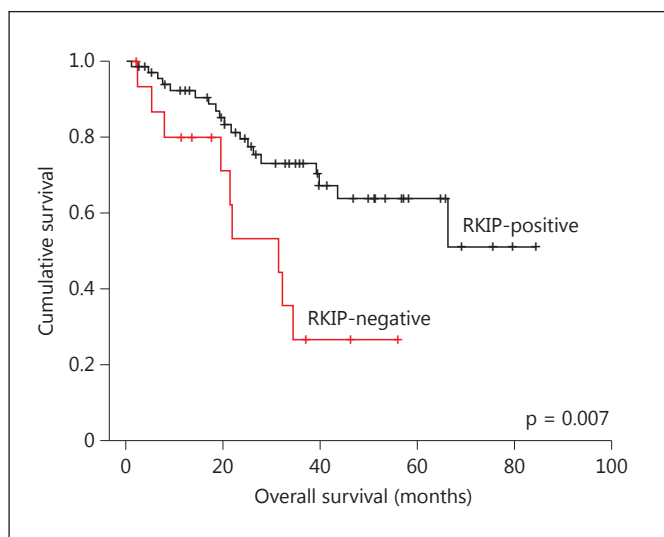 1.0
0.8
0.6
0.4
0.2
0
Cumulative survival
RKIP-positive
RKIP-negative
p = 0.007
0 20 40 60 80 100
Overall survival (months)